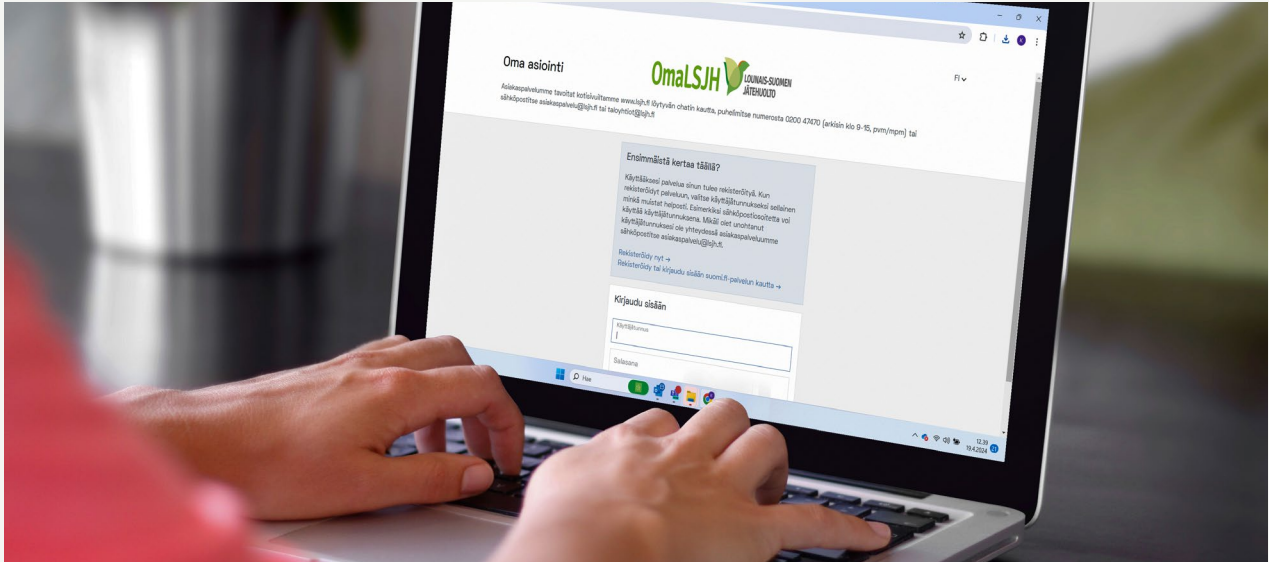 Oma asiointi
OmaLSJH
LOUNAIS-SUOMEN
JÄTEHUOLTO
FI
Asiakaspalvelumme tavoitat kotisivuiltamme www.lsjh.fi löytyvän chatin kautta, puhelimitse numerosta 0200 47470 (arkisin klo 9-15, pvm/mpm) tai
sähköpostitse asiakaspalvelu@lsjh.fi tai taloyhtiot@lsjh.fi
Ensimmäistä kertaa täällä?
Käyttääksesi palvelua sinun tulee rekisteröityä. Kun
rekisteröidyt palveluun, valitse käyttäjätunnukseksi sellainen
minkä muistat helposti. Esimerkiksi sähköpostiosoitetta voi
käyttää käyttäjätunnuksena. Mikäli olet unohtanut
käyttäjätunnuksesi ole yhteydessä asiakaspalveluumme
sähköpostitse asiakaspalvelu@lsjh.fi.
Rekisteröidy nyt →
Rekisteröidy tai kirjaudu sisään suomi.fi-palvelun kautta →
Kirjaudu sisään
Käyttäjätunnus
Salasana
Hae
12.39
19.4.2024